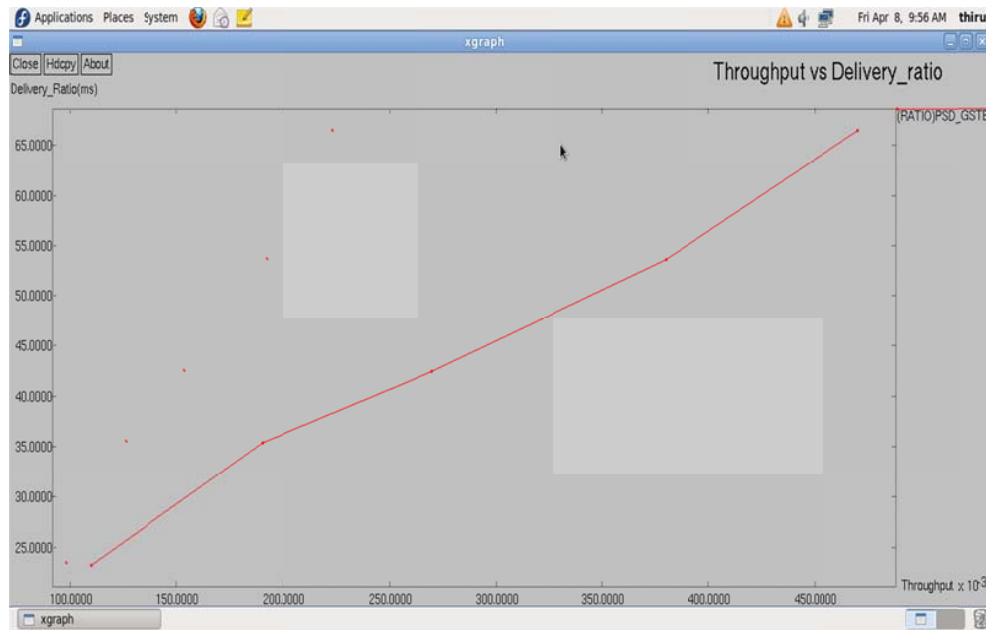 Applications Places System
Fri Apr 8, 9:56 AM thiru
xgraph
Close Hdcpy About
Throughput vs Delivery_ratio
Delivery_Ratio(ms)
(RATIO)PSD_GSTE
65.0000
60.0000
55.0000
50.0000
45.0000
40.0000
35.0000
30.0000
25.0000
Throughput x 10-3
100.0000 150.0000 200.0000 250.0000 300.0000 350.0000 400.0000 450.0000
xgraph